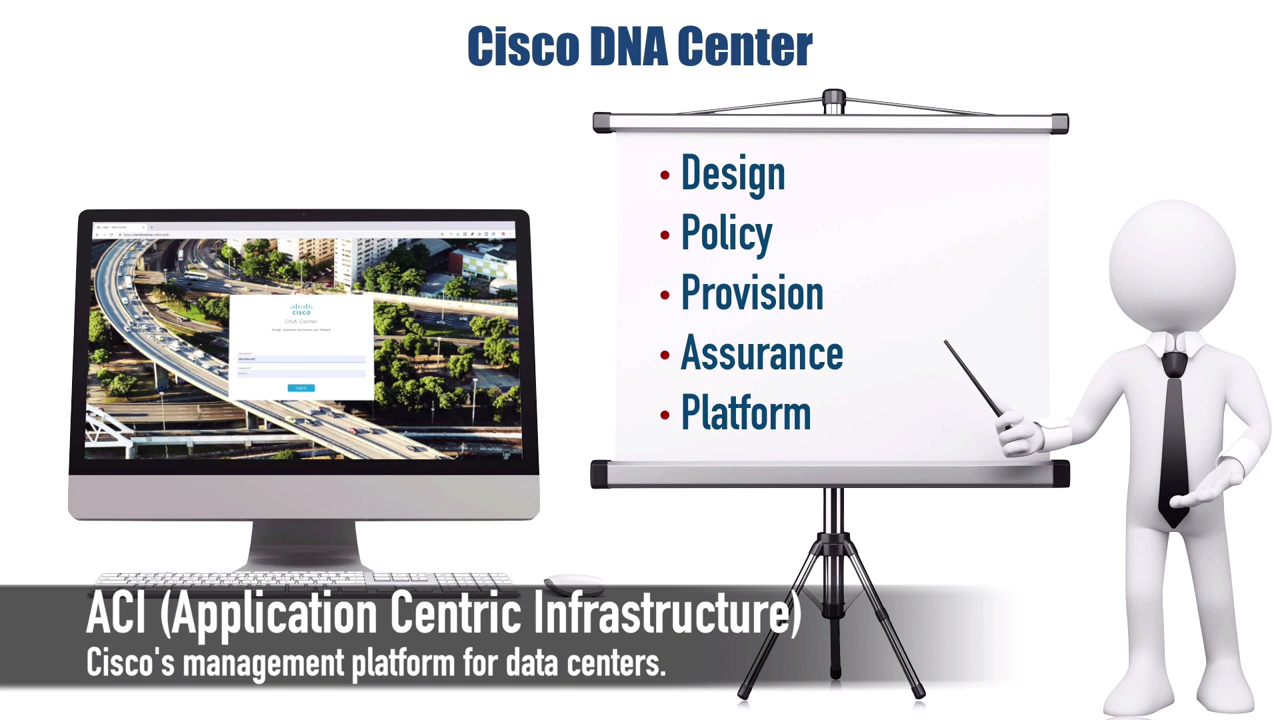 Cisco DNA Center
• Design
• Policy
• Provision
• Assurance
• Platform
CISCO
DNA Center
ACI (Application Centric Infrastructure)
Cisco's management platform for data centers.